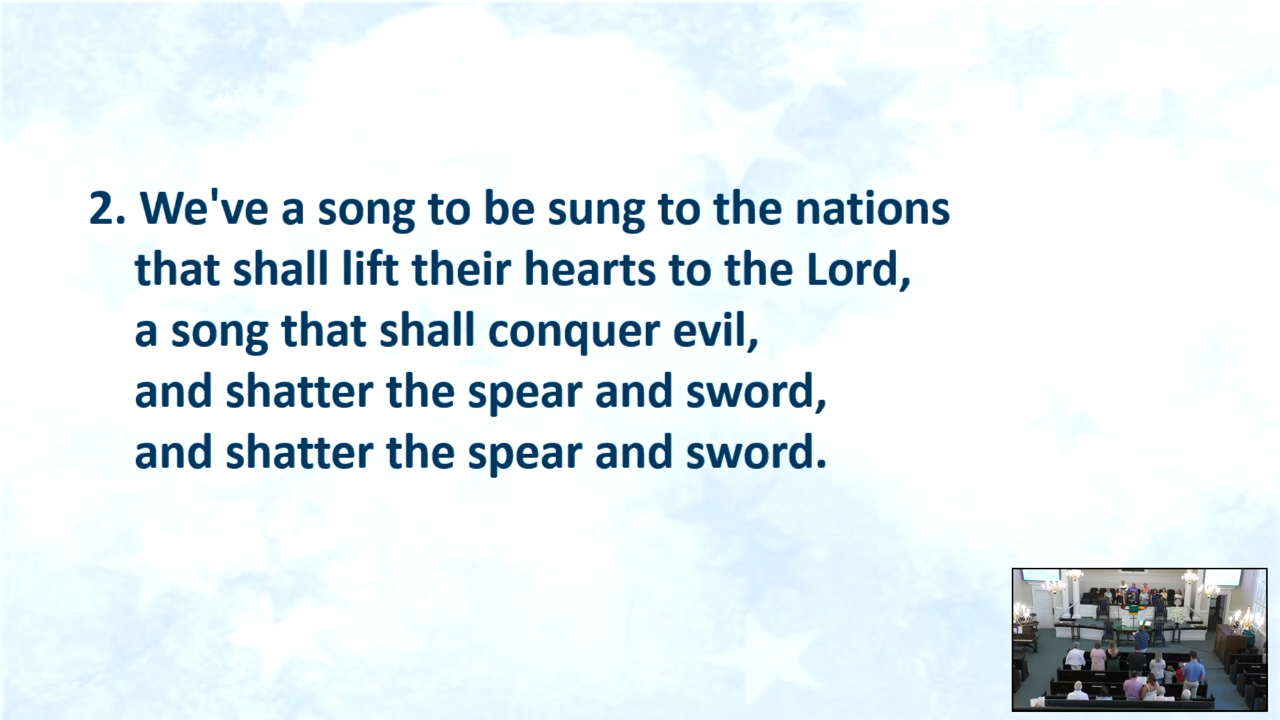 2. We've a song to be sung to the nations
that shall lift their hearts to the Lord,
a song that shall conquer evil,
and shatter the spear and sword,
and shatter the spear and sword.